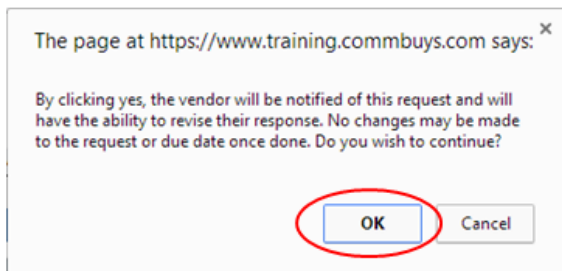 The page at https://www.training.commbuys.com says:
By clicking yes, the vendor will be notified of this request and will
have the ability to revise their response. No changes may be made
to the request or due date once done. Do you wish to continue?
OK Cancel